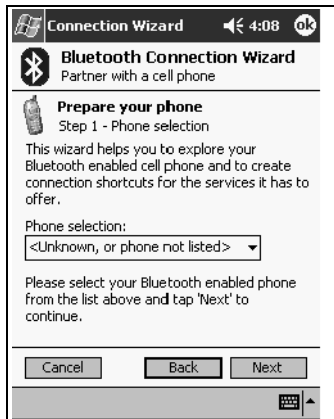 Connection Wizard 4:08 ok
Bluetooth Connection Wizard
Partner with a cell phone
Prepare your phone
Step 1 - Phone selection
This wizard helps you to explore your
Bluetooth enabled cell phone and to create
connection shortcuts for the services it has to
offer.
Phone selection:
<Unknown, or phone not listed>
Please select your Bluetooth enabled phone
from the list above and tap 'Next' to
continue.
Cancel Back Next